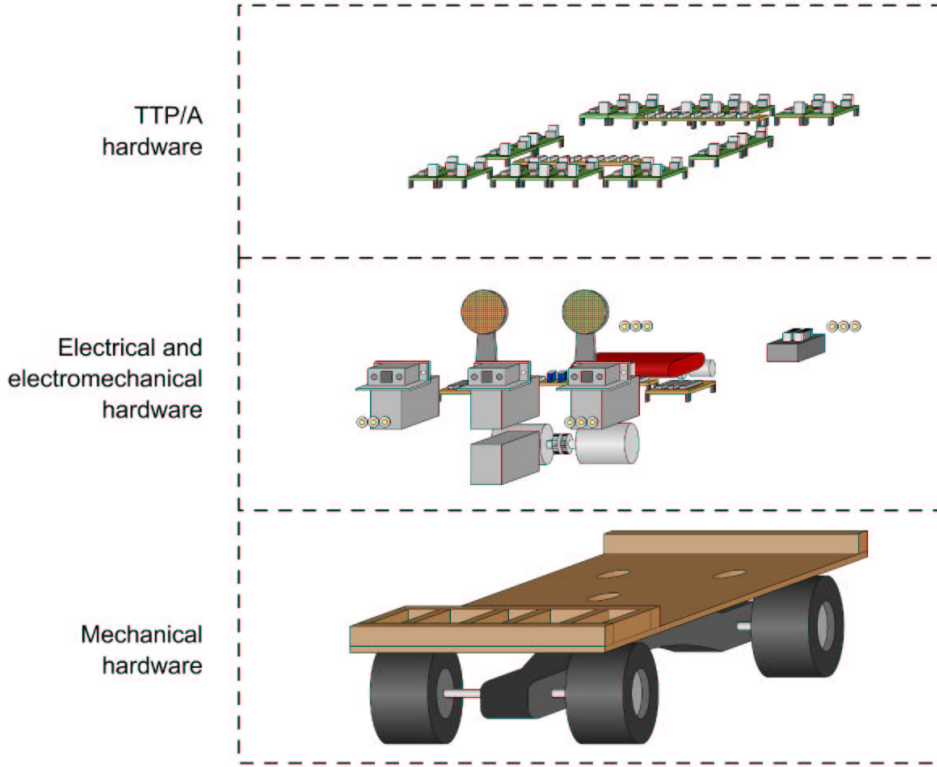 TTP/A
hardware
Electrical and
electromechanical
hardware
Mechanical
hardware